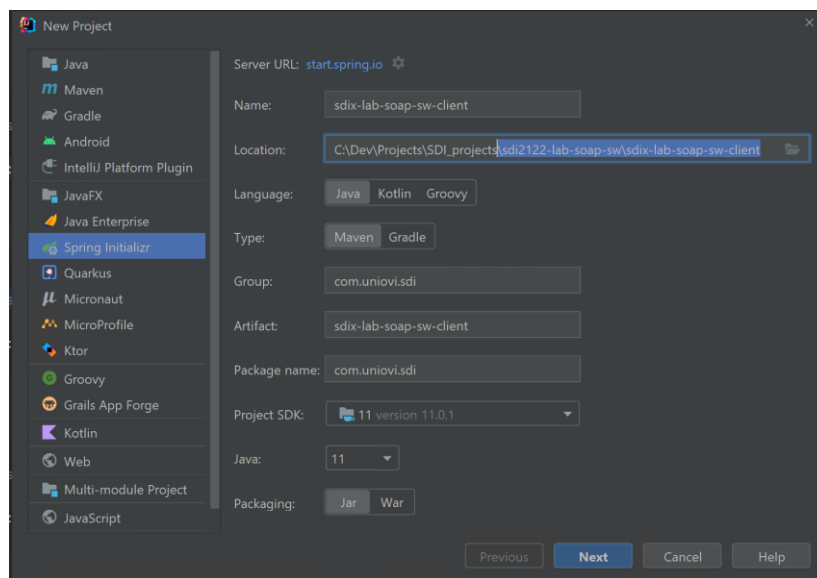 New Project
Java
Maven
Gradle
Android
IntelliJ Platform Plugin
JavaFX
Java Enterprise
Spring Initializr
Quarkus
Micronaut
MicroProfile
Ktor
Groovy
Grails App Forge
Kotlin
Web
Multi-module Project
JavaScript
Server URL: start.spring.io
Name: sdix-lab-soap-sw-client
Location: C:\Dev\Projects\SDI_projects\sdi2122-lab-soap-sw\sdix-lab-soap-sw-client
Language: Java Kotlin Groovy
Type: Maven Gradle
Group: com.uniovi.sdi
Artifact: sdix-lab-soap-sw-client
Package name: com.uniovi.sdi
Project SDK: 11 version 11.0.1
Java: 11
Packaging: Jar War
Previous Next Cancel Help